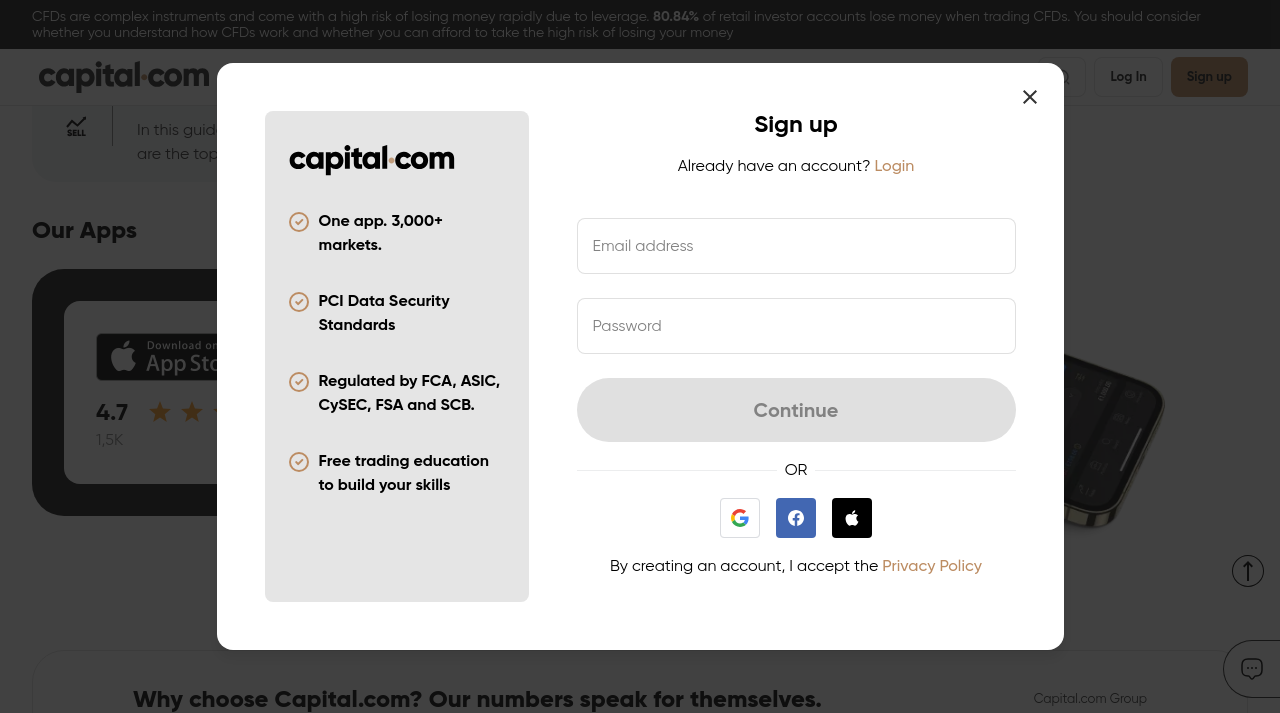 CFDs are complex instruments and come with a high risk of losing money rapidly due to leverage. 80.84% of retail investor accounts lose money when trading CFDs. You should consider
whether you understand how CFDs work and whether you can afford to take the high risk of losing your money
capital.com
Log In
Sign up
SELL
In this guid
are the top
Our Apps
Download on
App Sto
4.7
1,5K
capital.com
One app. 3,000+
markets.
PCI Data Security
Standards
Regulated by FCA, ASIC,
CySEC, FSA and SCB.
Free trading education
to build your skills
Sign up
Already have an account? Login
Email address
Password
Continue
OR
By creating an account, I accept the Privacy Policy
Why choose Capital.com? Our numbers speak for themselves.
Capital.com Group